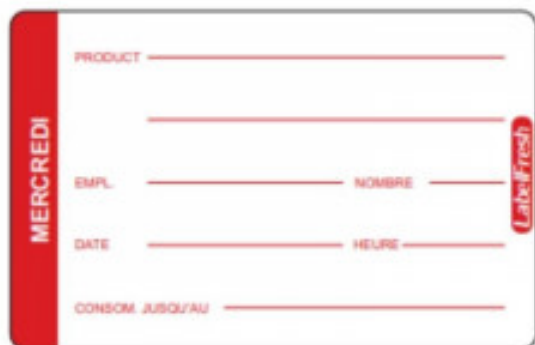 MERCREDI
PRODUCT
EMPL. NOMBRE
DATE HEURE
CONSOM. JUSQU'AU
LabelFresh